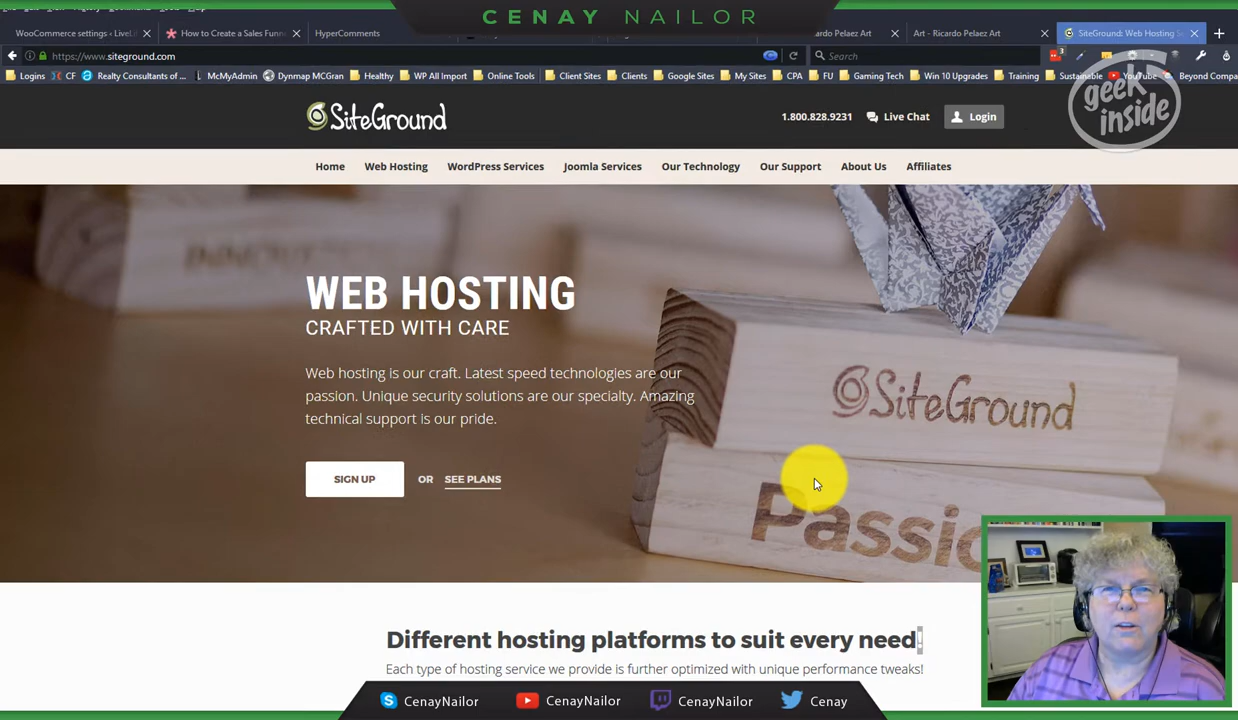 CENAY NAILOR
WooCommerce settings ‹ LiveL
How to Create a Sales Funn
HyperComments
ardo Pelaez Art
Art - Ricardo Pelaez Art
SiteGround: Web Hosting Se
https://www.siteground.com
3
Search
Logins
CF
Realty Consultants of ...
McMyAdmin
Dynmap MCGran
Healthy
WP All Import
Online Tools
Client Sites
Clients
Google Sites
My Sites
CPA
FU
Gaming Tech
Win 10 Upgrades
Training
Sustainable
YouTube
Beyond Compa
geek inside
SiteGround
1.800.828.9231
Live Chat
Login
Home
Web Hosting
WordPress Services
Joomla Services
Our Technology
Our Support
About Us
Affiliates
WEB HOSTING
CRAFTED WITH CARE
Web hosting is our craft. Latest speed technologies are our
passion. Unique security solutions are our specialty. Amazing
technical support is our pride.
SIGN UP
OR
SEE PLANS
SiteGround
Passio
Different hosting platforms to suit every need!
Each type of hosting service we provide is further optimized with unique performance tweaks!
CenayNailor
CenayNailor
CenayNailor
Cenay